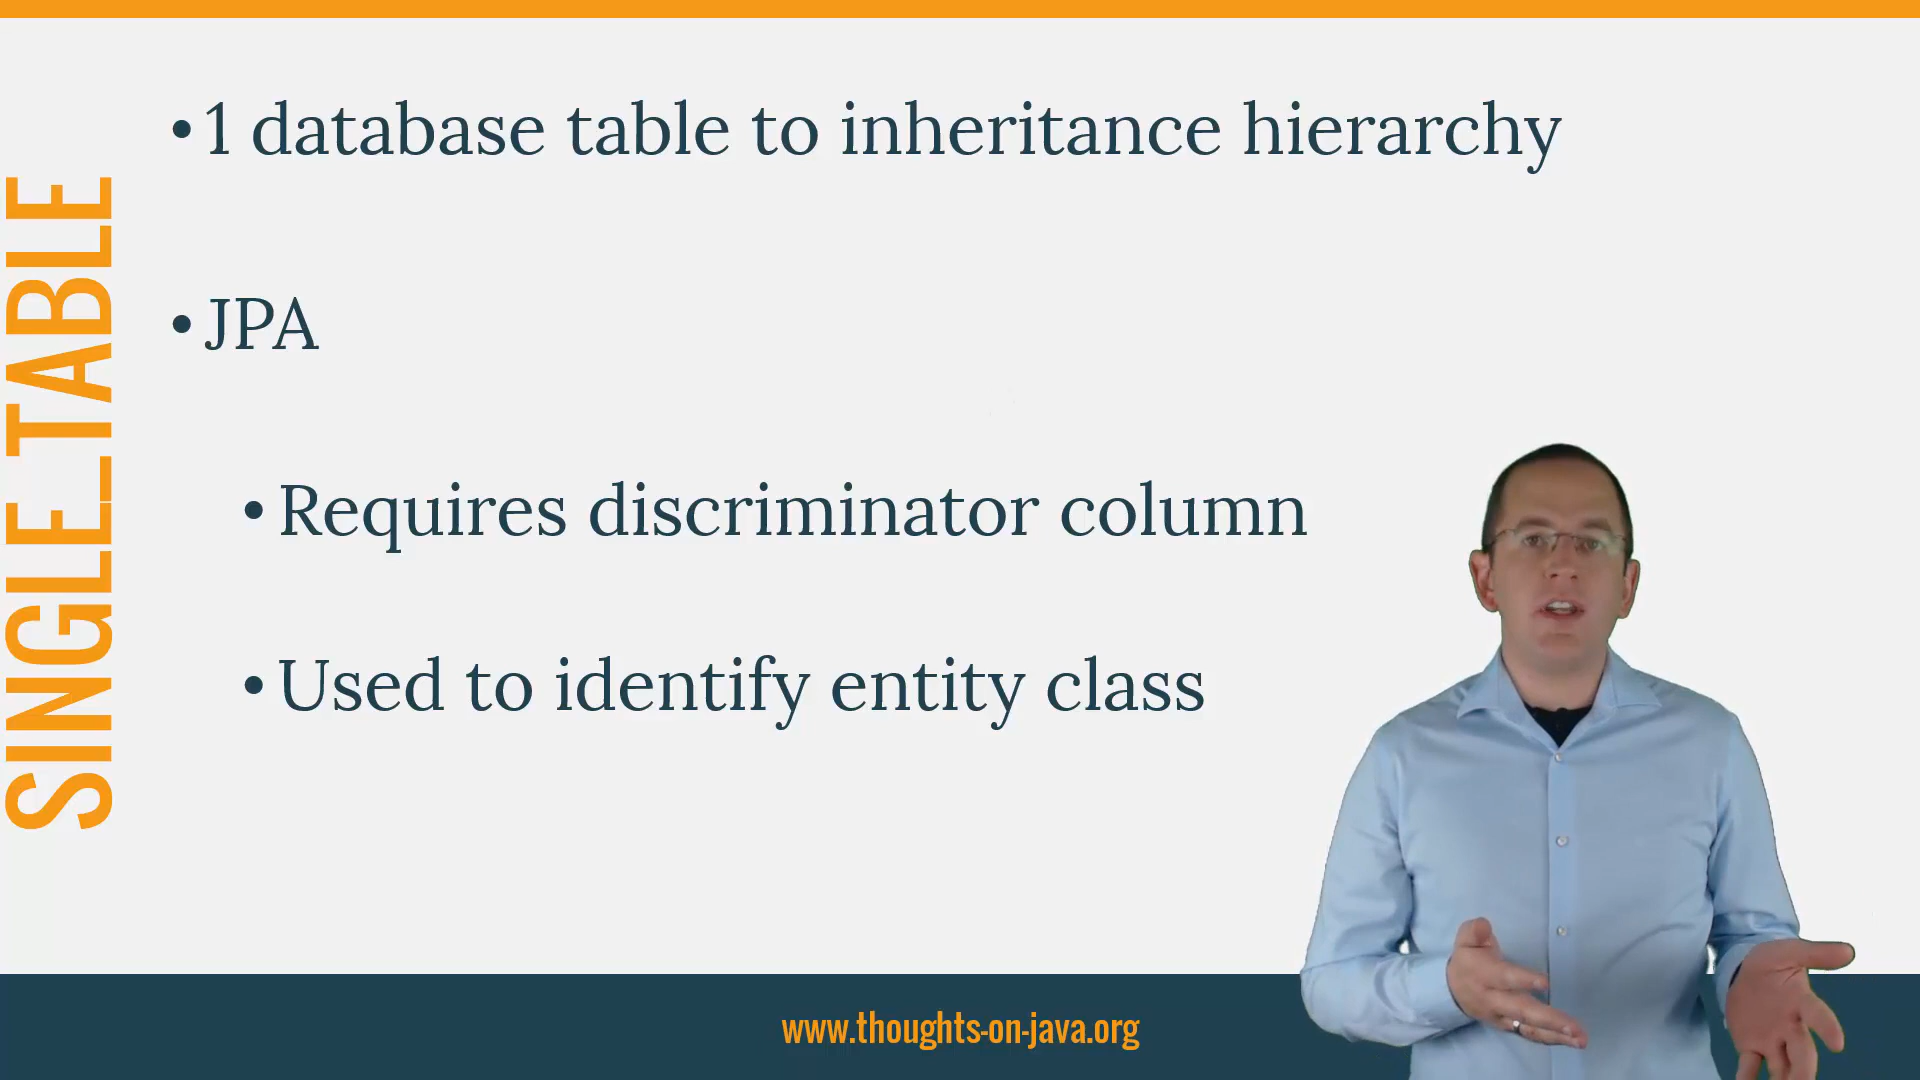 SINGLE_TABLE
• 1 database table to inheritance hierarchy
• JPA
• Requires discriminator column
• Used to identify entity class
www.thoughts-on-java.org